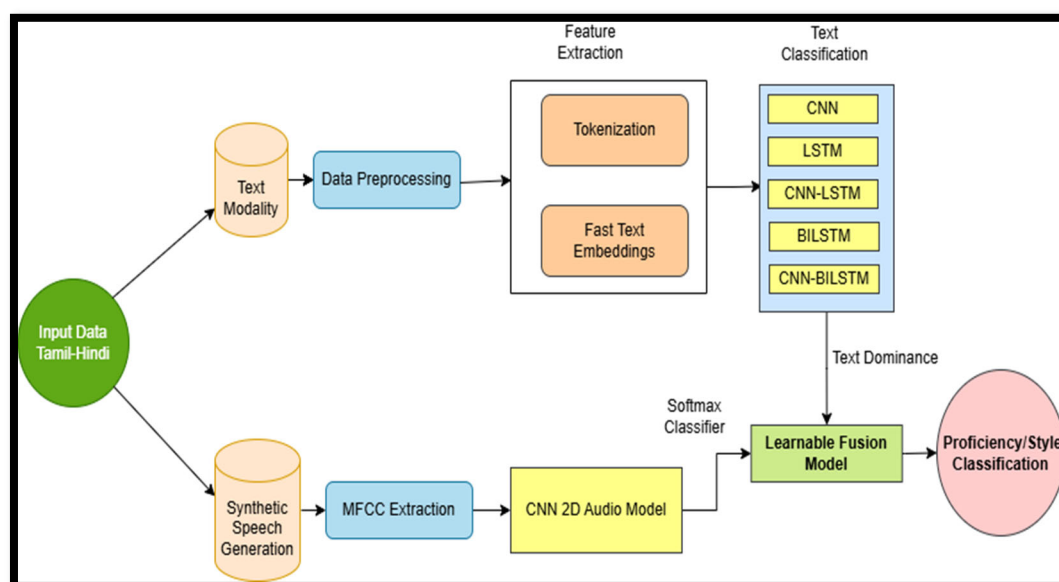 Feature
Extraction
Text
Classification
Tokenization
Fast Text
Embeddings
CNN
LSTM
CNN-LSTM
BILSTM
CNN-BILSTM
Text
Modality
Data Preprocessing
Input Data
Tamil-Hindi
Text Dominance
Softmax
Classifier
Learnable Fusion
Model
Proficiency/Style
Classification
Synthetic
Speech
Generation
MFCC Extraction
CNN 2D Audio Model